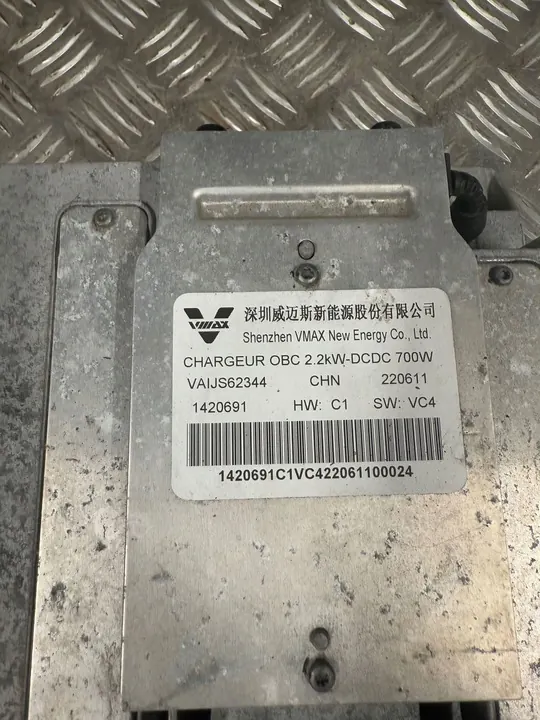 VMAX
深圳威迈斯新能源股份有限公司
Shenzhen VMAX New Energy Co., Ltd.
CHARGEUR OBC 2.2kW-DCDC 700W
VAIJS62344 CHN 220611
1420691 HW: C1 SW: VC4
1420691C1VC422061100024